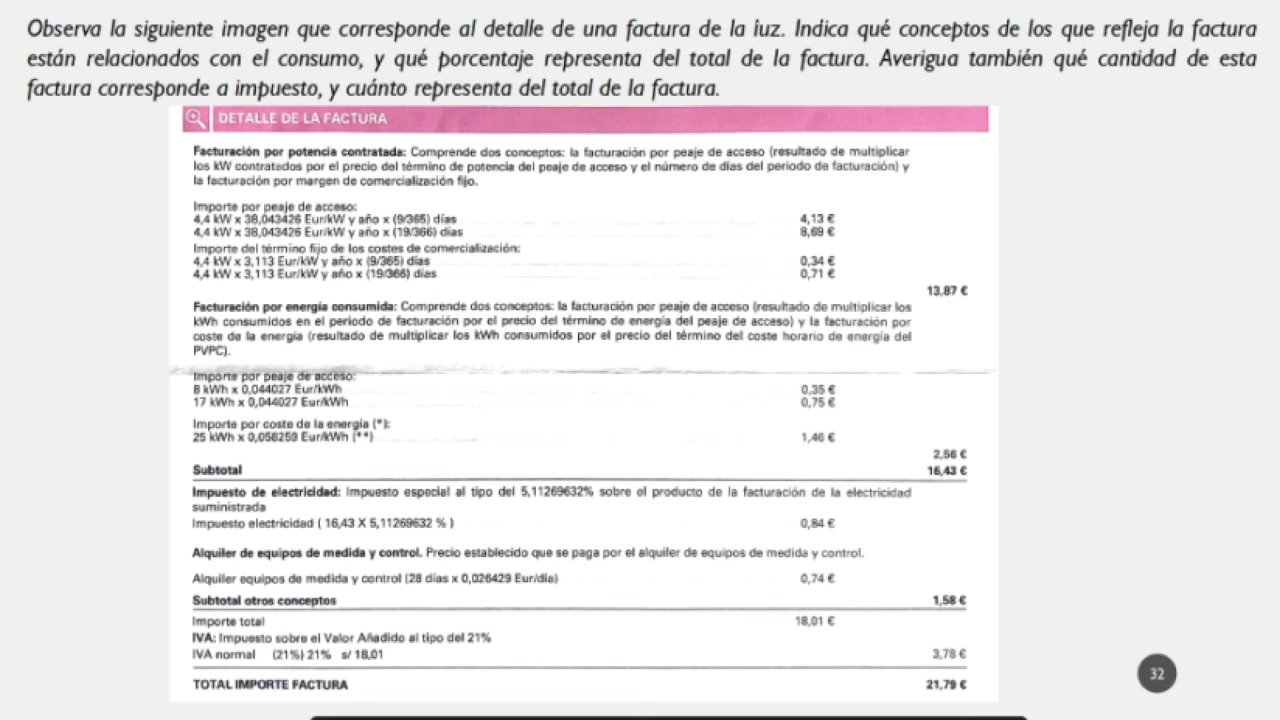 Observa la siguiente imagen que corresponde al detalle de una factura de la luz. Indica qué conceptos de los que refleja la factura
están relacionados con el consumo, y qué porcentaje representa del total de la factura. Averigua también qué cantidad de esta
factura corresponde a impuesto, y cuánto representa del total de la factura.
DETALLE DE LA FACTURA
Facturación por potencia contratada: Comprende dos conceptos: la facturación por peaje de acceso (resultado de multiplicar
los kW contratados por el precio del término de potencia del peaje de acceso y el número de días del periodo de facturación) y
la facturación por margen de comercialización fijo.
Importe por peaje de acceso:
4,4 kW x 38,043426 Eur/kW y año x (9/365) días 4,13 €
4,4 kW x 38,043426 Eur/kW y año x (19/366) días 8,69 €
Importe del término fijo de los costes de comercialización:
4,4 kW x 3,113 Eur/kW y año x (9/365) días 0,34 €
4,4 kW x 3,113 Eur/kW y año x (19/366) días 0,71 €
13,87 €
Facturación por energía consumida: Comprende dos conceptos: la facturación por peaje de acceso (resultado de multiplicar los
kWh consumidos en el periodo de facturación por el precio del término de energía del peaje de acceso) y la facturación por
coste de la energía (resultado de multiplicar los kWh consumidos por el precio del término del coste horario de energía del
PVPC).
Importe por peaje de acceso:
8 kWh x 0,044027 Eur/kWh 0,35 €
17 kWh x 0,044027 Eur/kWh 0,75 €
Importe por coste de la energía (*):
25 kWh x 0,058259 Eur/kWh (**) 1,46 €
2,56 €
Subtotal 16,43 €
Impuesto de electricidad: Impuesto especial al tipo del 5,11269632% sobre el producto de la facturación de la electricidad
suministrada
Impuesto electricidad ( 16,43 X 5,11269632 % ) 0,84 €
Alquiler de equipos de medida y control. Precio establecido que se paga por el alquiler de equipos de medida y control.
Alquiler equipos de medida y control (28 días x 0,026429 Eur/día) 0,74 €
Subtotal otros conceptos 1,58 €
Importe total 18,01 €
IVA: Impuesto sobre el Valor Añadido al tipo del 21%
IVA normal (21%) 21% s/ 18,01 3,78 €
TOTAL IMPORTE FACTURA 21,79 €
32